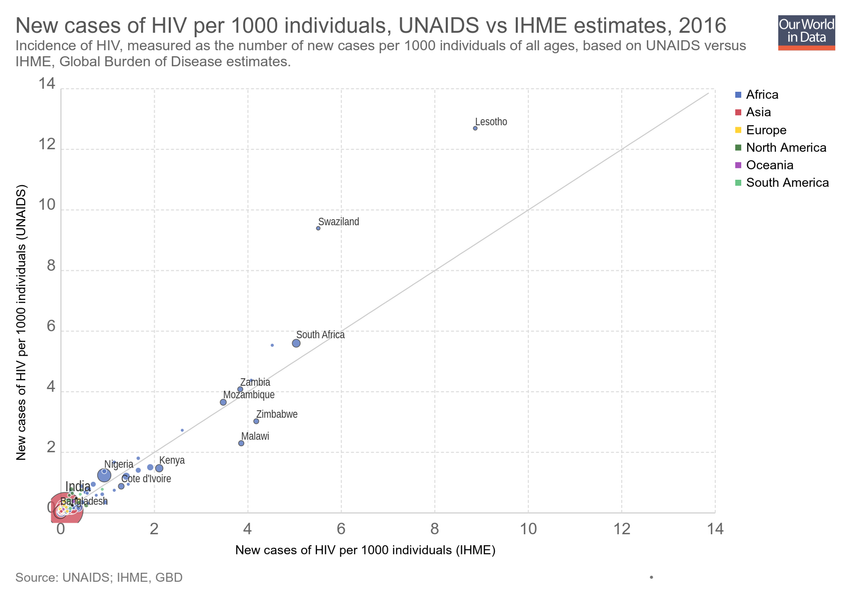 New cases of HIV per 1000 individuals, UNAIDS vs IHME estimates, 2016
Incidence of HIV, measured as the number of new cases per 1000 individuals of all ages, based on UNAIDS versus
IHME, Global Burden of Disease estimates.
Our World
in Data
14
12
10
8
6
4
2
0
New cases of HIV per 1000 individuals (UNAIDS)
Lesotho
Swaziland
South Africa
Zambia
Mozambique
Zimbabwe
Malawi
Kenya
Nigeria
Cote d'Ivoire
India
Bangladesh
0 2 4 6 8 10 12 14
New cases of HIV per 1000 individuals (IHME)
Africa
Asia
Europe
North America
Oceania
South America
Source: UNAIDS; IHME, GBD